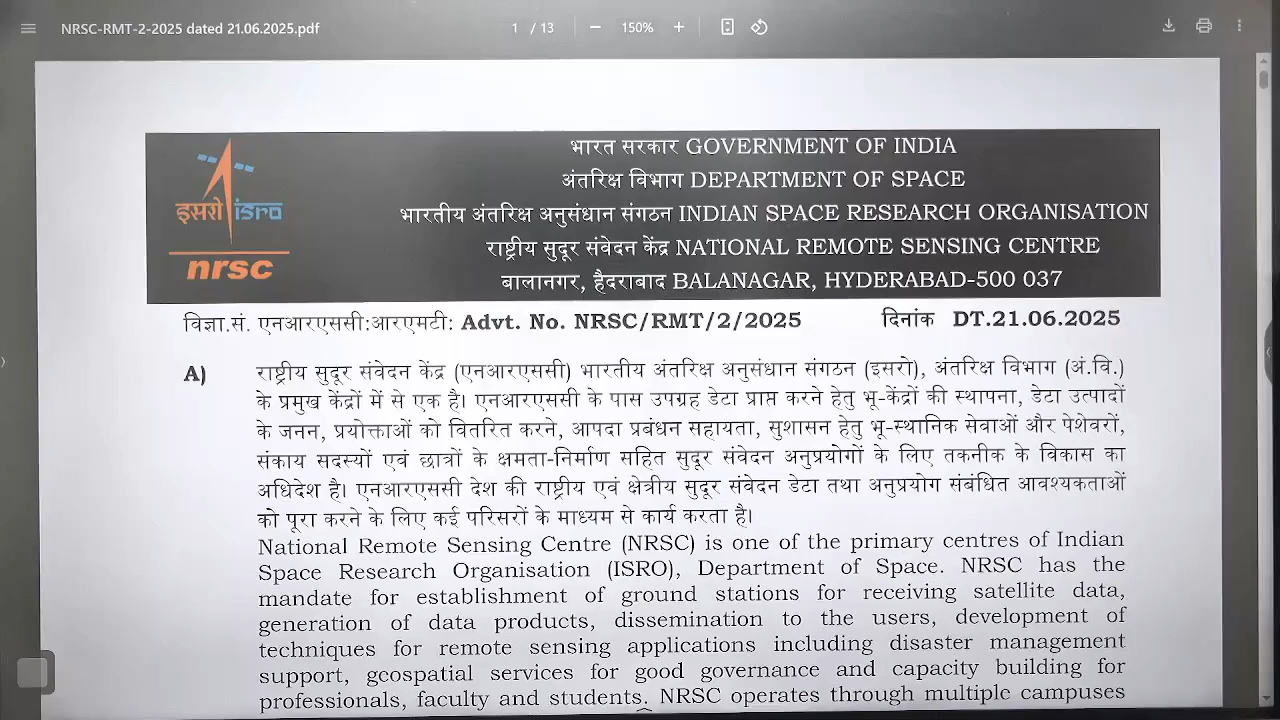 NRSC-RMT-2-2025 dated 21.06.2025.pdf
1 / 13
150%
इसरो isro
nrsc
भारत सरकार GOVERNMENT OF INDIA
अंतरिक्ष विभाग DEPARTMENT OF SPACE
भारतीय अंतरिक्ष अनुसंधान संगठन INDIAN SPACE RESEARCH ORGANISATION
राष्ट्रीय सुदूर संवेदन केंद्र NATIONAL REMOTE SENSING CENTRE
बालानगर, हैदराबाद BALANAGAR, HYDERABAD-500 037
विज्ञा.सं. एनआरएससी:आरएमटी: Advt. No. NRSC/RMT/2/2025 दिनांक DT.21.06.2025
A) राष्ट्रीय सुदूर संवेदन केंद्र (एनआरएससी) भारतीय अंतरिक्ष अनुसंधान संगठन (इसरो), अंतरिक्ष विभाग (अं.वि.)
के प्रमुख केंद्रों में से एक है। एनआरएससी के पास उपग्रह डेटा प्राप्त करने हेतु भू-केंद्रों की स्थापना, डेटा उत्पादों
के जनन, प्रयोक्ताओं को वितरित करने, आपदा प्रबंधन सहायता, सुशासन हेतु भू-स्थानिक सेवाओं और पेशेवरों,
संकाय सदस्यों एवं छात्रों के क्षमता-निर्माण सहित सुदूर संवेदन अनुप्रयोगों के लिए तकनीक के विकास का
अधिदेश है। एनआरएससी देश की राष्ट्रीय एवं क्षेत्रीय सुदूर संवेदन डेटा तथा अनुप्रयोग संबंधित आवश्यकताओं
को पूरा करने के लिए कई परिसरों के माध्यम से कार्य करता है।
National Remote Sensing Centre (NRSC) is one of the primary centres of Indian
Space Research Organisation (ISRO), Department of Space. NRSC has the
mandate for establishment of ground stations for receiving satellite data,
generation of data products, dissemination to the users, development of
techniques for remote sensing applications including disaster management
support, geospatial services for good governance and capacity building for
professionals, faculty and students. NRSC operates through multiple campuses